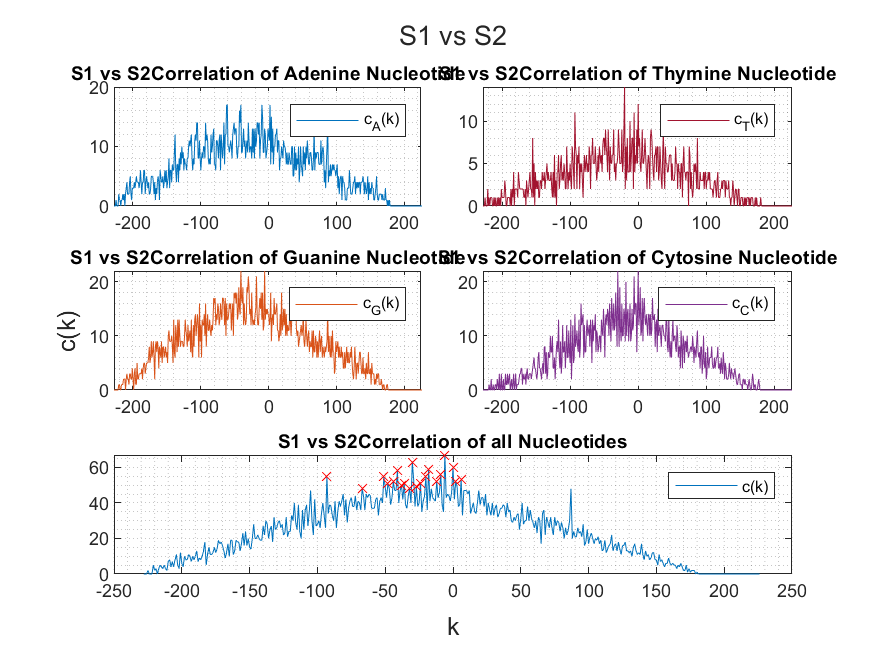 S1 vs S2
S1 vs S2Correlation of Adenine Nucleotide
S1 vs S2Correlation of Thymine Nucleotide
20
10
0
c_A(k)
-200 -100 0 100 200
10
5
0
c_T(k)
-200 -100 0 100 200
S1 vs S2Correlation of Guanine Nucleotide
S1 vs S2Correlation of Cytosine Nucleotide
20
10
0
c_G(k)
-200 -100 0 100 200
20
10
0
c_C(k)
-200 -100 0 100 200
c(k)
S1 vs S2Correlation of all Nucleotides
60
40
20
0
c(k)
-250 -200 -150 -100 -50 0 50 100 150 200 250
k